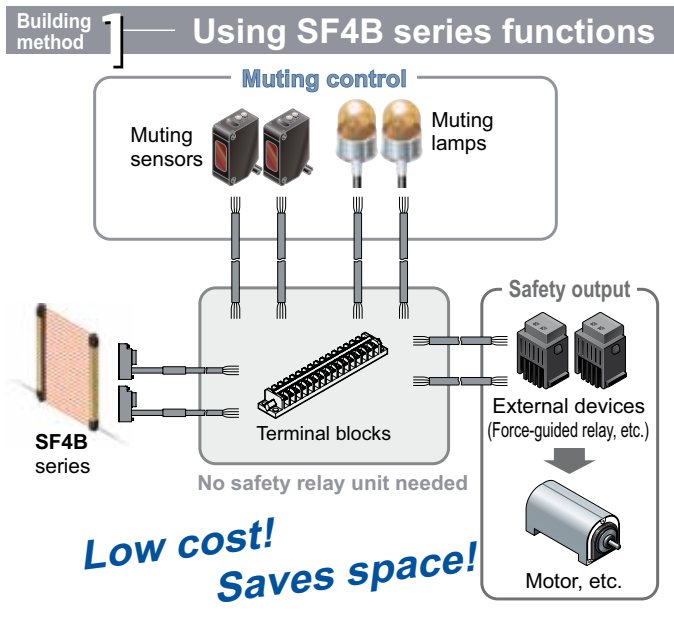 Building
method
1
Using SF4B series functions
Muting control
Muting
sensors
Muting
lamps
Safety output
SF4B
series
Terminal blocks
External devices
(Force-guided relay, etc.)
No safety relay unit needed
Motor, etc.
Low cost!
Saves space!